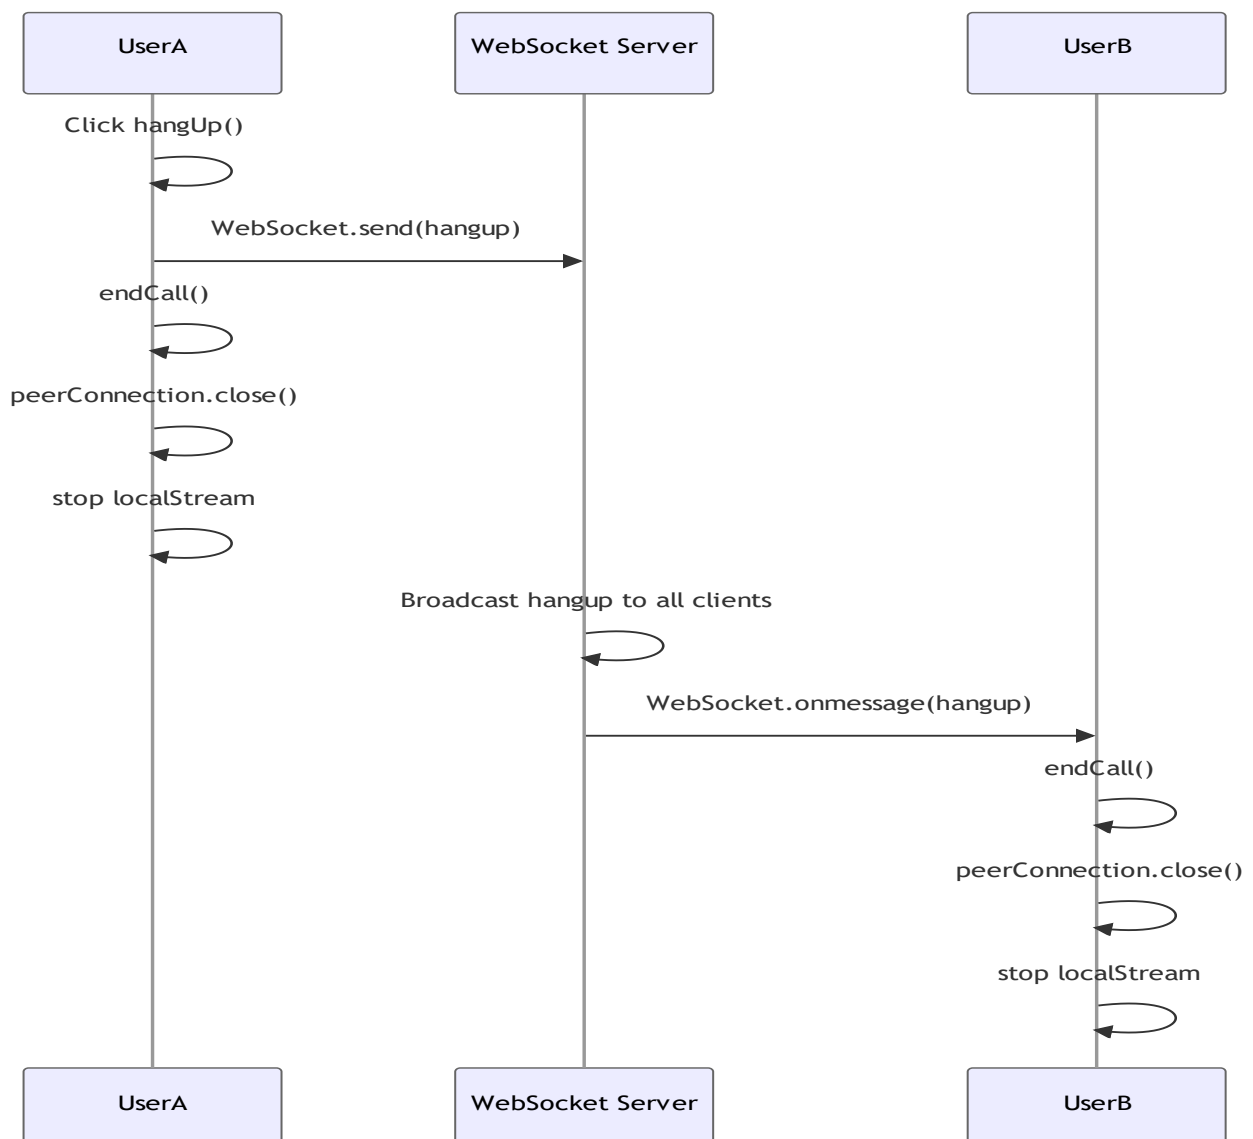 UserA
WebSocket Server
UserB
Click hangUp()
WebSocket.send(hangup)
endCall()
peerConnection.close()
stop localStream
Broadcast hangup to all clients
WebSocket.onmessage(hangup)
endCall()
peerConnection.close()
stop localStream
UserA
WebSocket Server
UserB